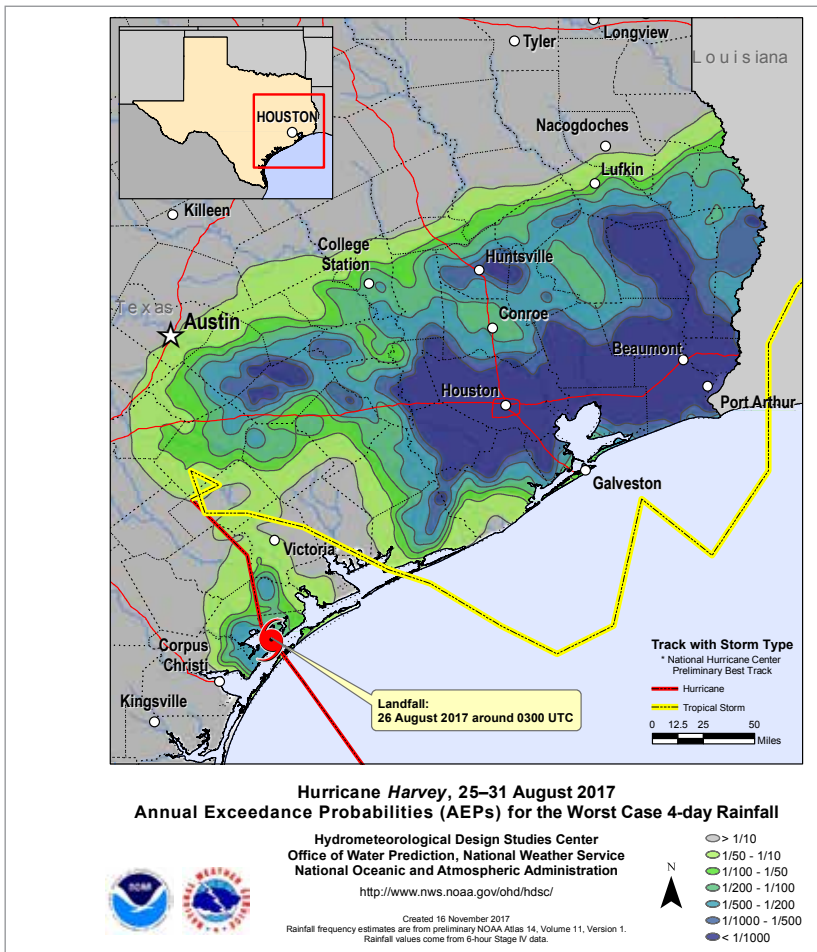 Longview
Tyler
Louisiana
HOUSTON
Nacogdoches
Lufkin
Killeen
College
Station
Huntsville
Texas
Austin
Conroe
Beaumont
Houston
Port Arthur
Galveston
Victoria
Corpus
Christi
Kingsville
Landfall:
26 August 2017 around 0300 UTC
Track with Storm Type
* National Hurricane Center
Preliminary Best Track
Hurricane
Tropical Storm
0 12.5 25 50
Miles
Hurricane Harvey, 25–31 August 2017
Annual Exceedance Probabilities (AEPs) for the Worst Case 4-day Rainfall
Hydrometeorological Design Studies Center
Office of Water Prediction, National Weather Service
National Oceanic and Atmospheric Administration
http://www.nws.noaa.gov/ohd/hdsc/
Created 16 November 2017
Rainfall frequency estimates are from preliminary NOAA Atlas 14, Volume 11, Version 1.
Rainfall values come from 6-hour Stage IV data.
NOAA
NATIONAL WEATHER SERVICE
N
> 1/10
1/50 - 1/10
1/100 - 1/50
1/200 - 1/100
1/500 - 1/200
1/1000 - 1/500
< 1/1000